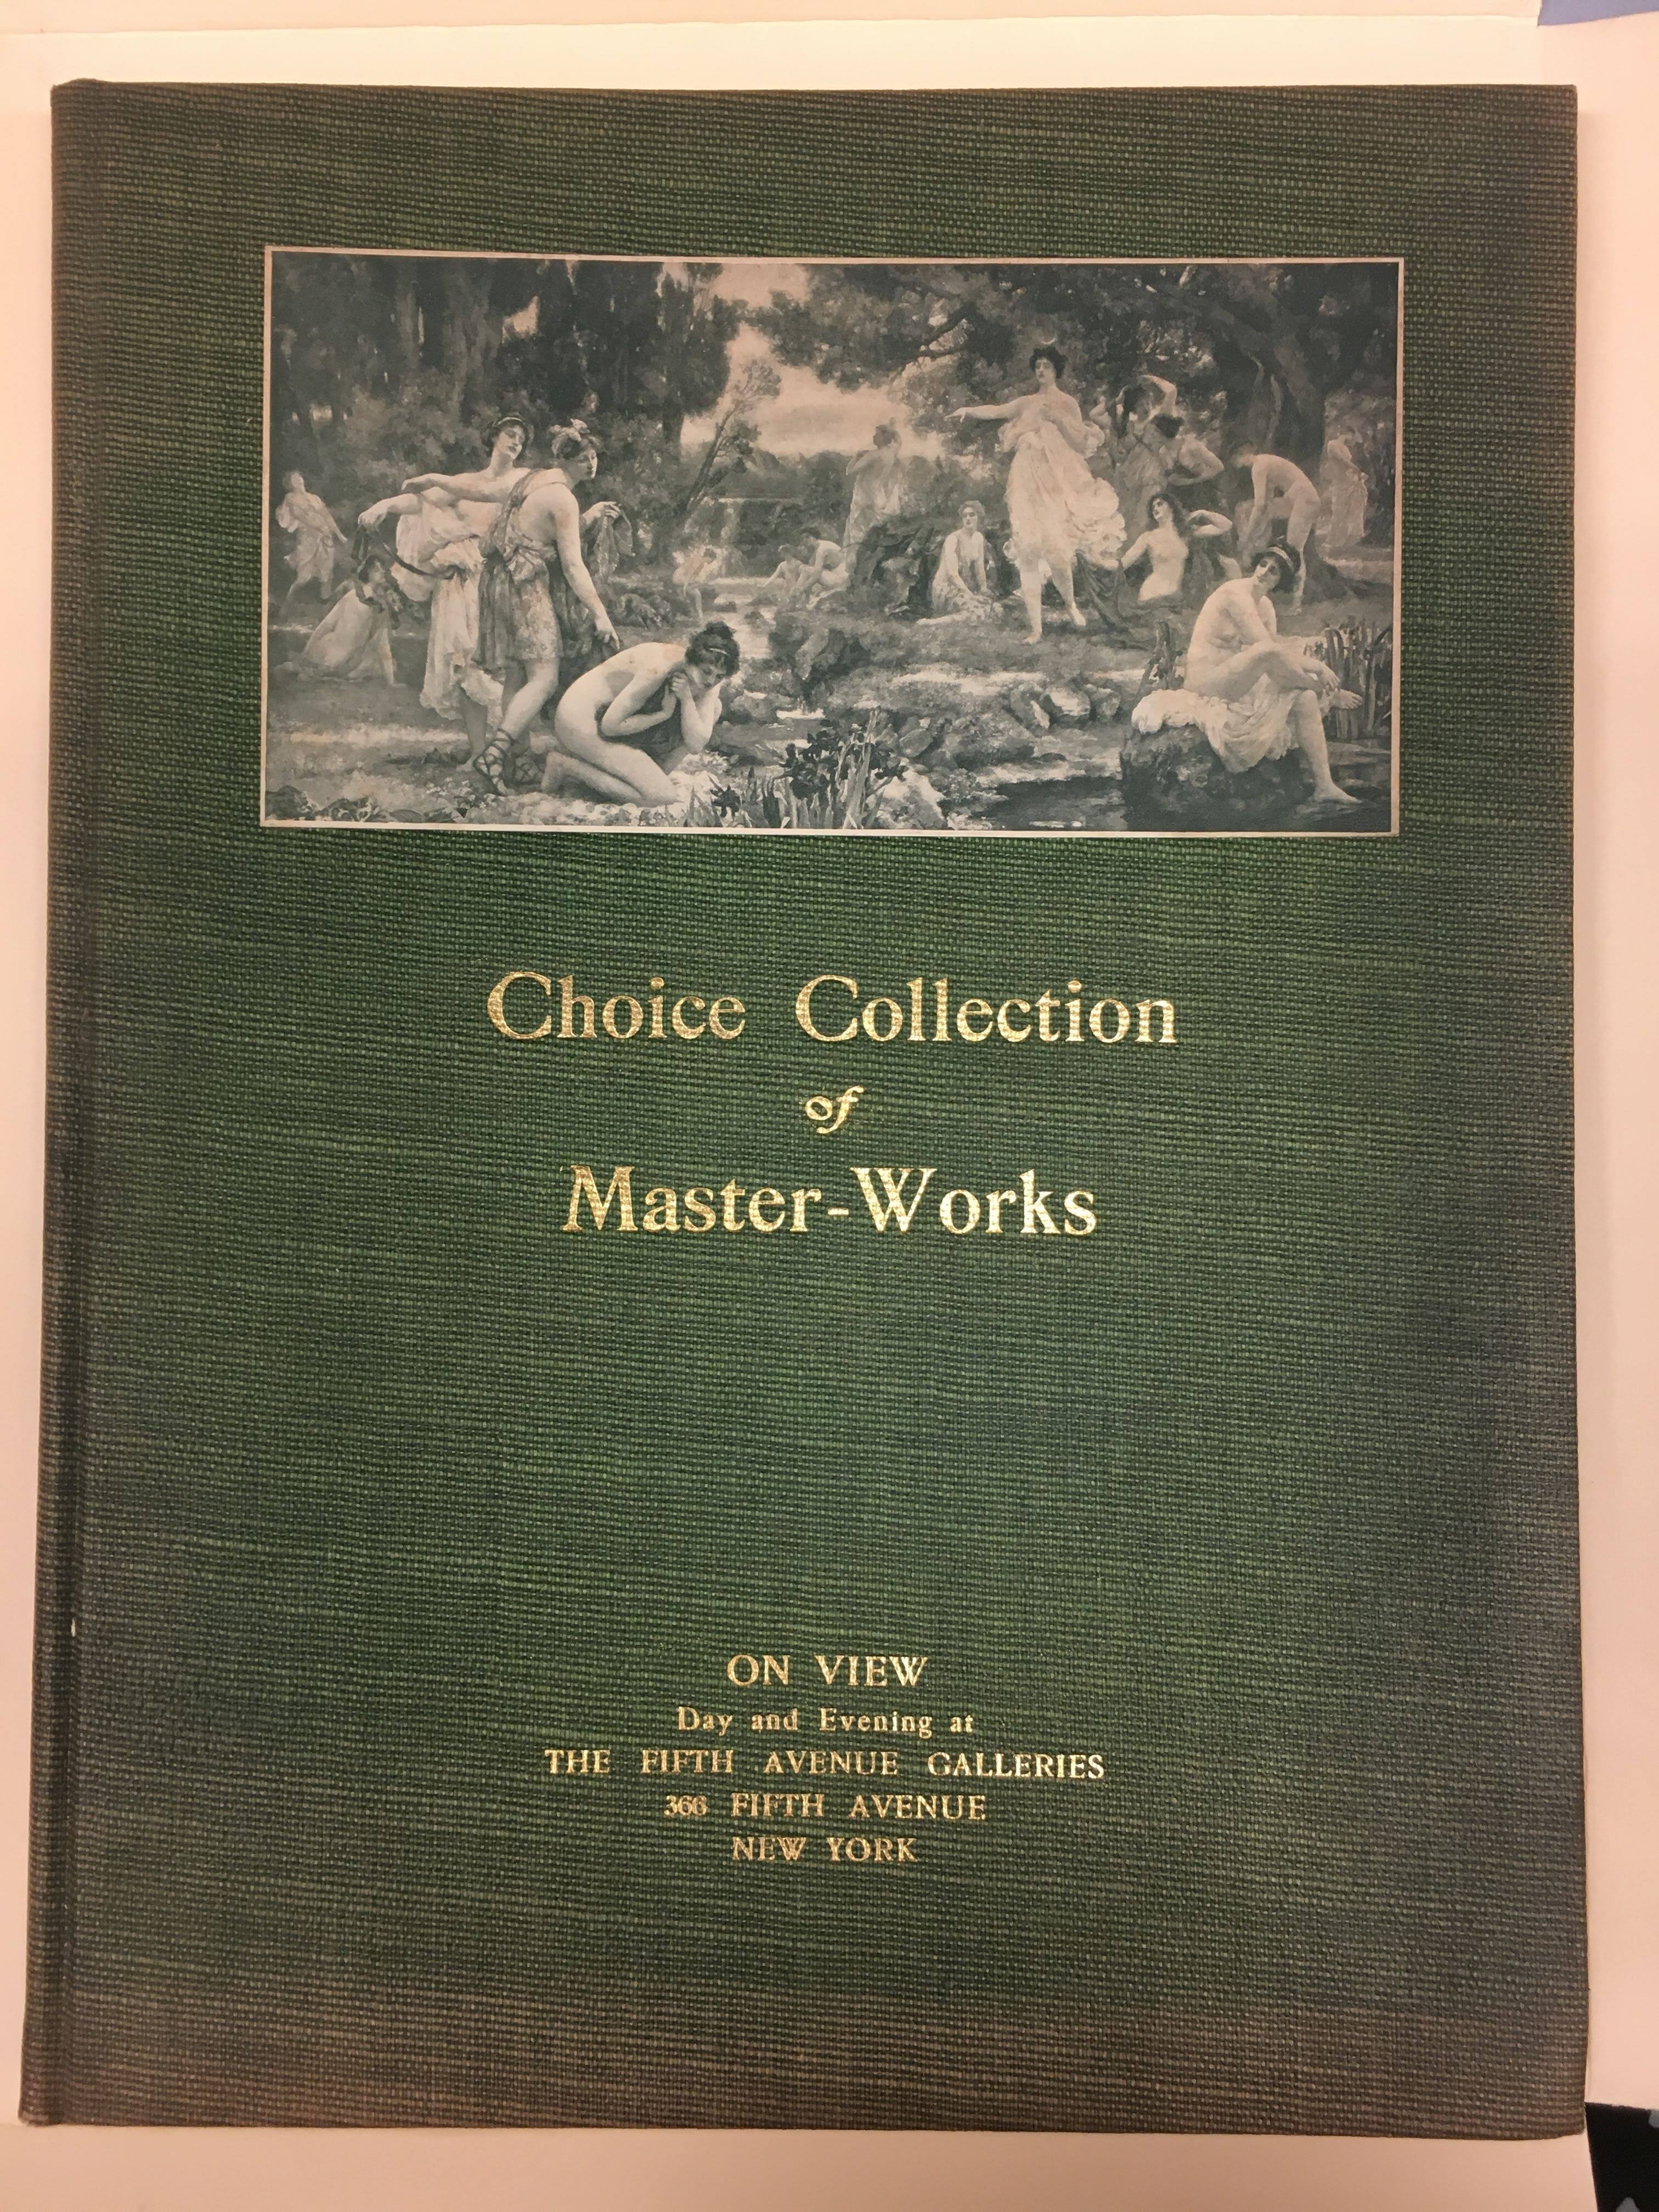 Choice Collection
of
Master-Works
ON VIEW
Day and Evening at
THE FIFTH AVENUE GALLERIES
366 FIFTH AVENUE
NEW YORK